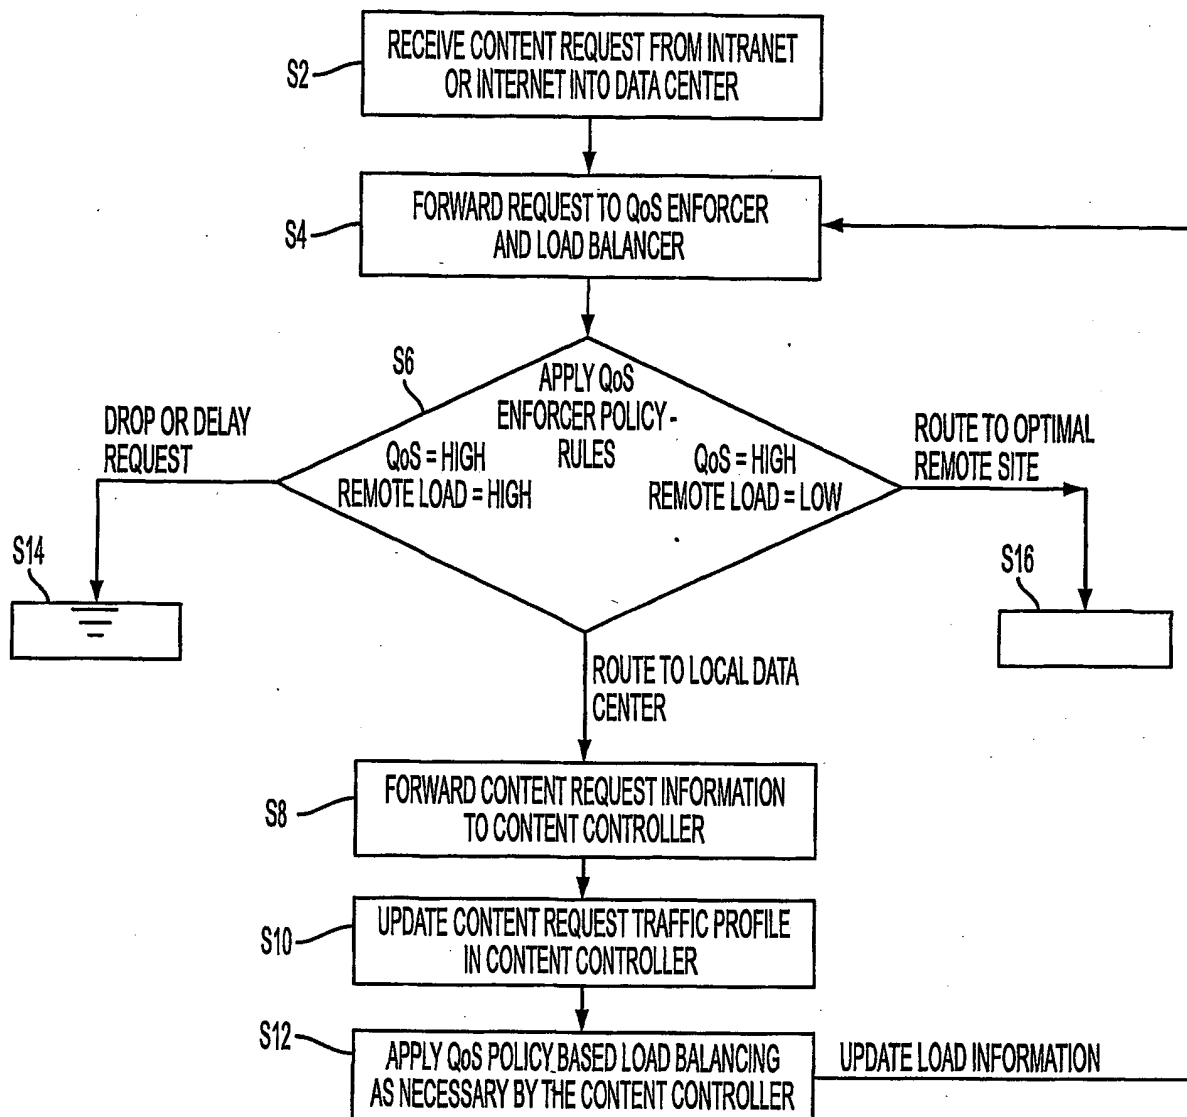 RECEIVE CONTENT REQUEST FROM INTRANET
OR INTERNET INTO DATA CENTER
S2
FORWARD REQUEST TO QoS ENFORCER
AND LOAD BALANCER
S4
S6
APPLY QoS
ENFORCER POLICY -
RULES
DROP OR DELAY
REQUEST
QoS = HIGH
REMOTE LOAD = HIGH
QoS = HIGH
REMOTE LOAD = LOW
ROUTE TO OPTIMAL
REMOTE SITE
S14
S16
ROUTE TO LOCAL DATA
CENTER
S8
FORWARD CONTENT REQUEST INFORMATION
TO CONTENT CONTROLLER
S10
UPDATE CONTENT REQUEST TRAFFIC PROFILE
IN CONTENT CONTROLLER
S12
APPLY QoS POLICY BASED LOAD BALANCING
AS NECESSARY BY THE CONTENT CONTROLLER
UPDATE LOAD INFORMATION